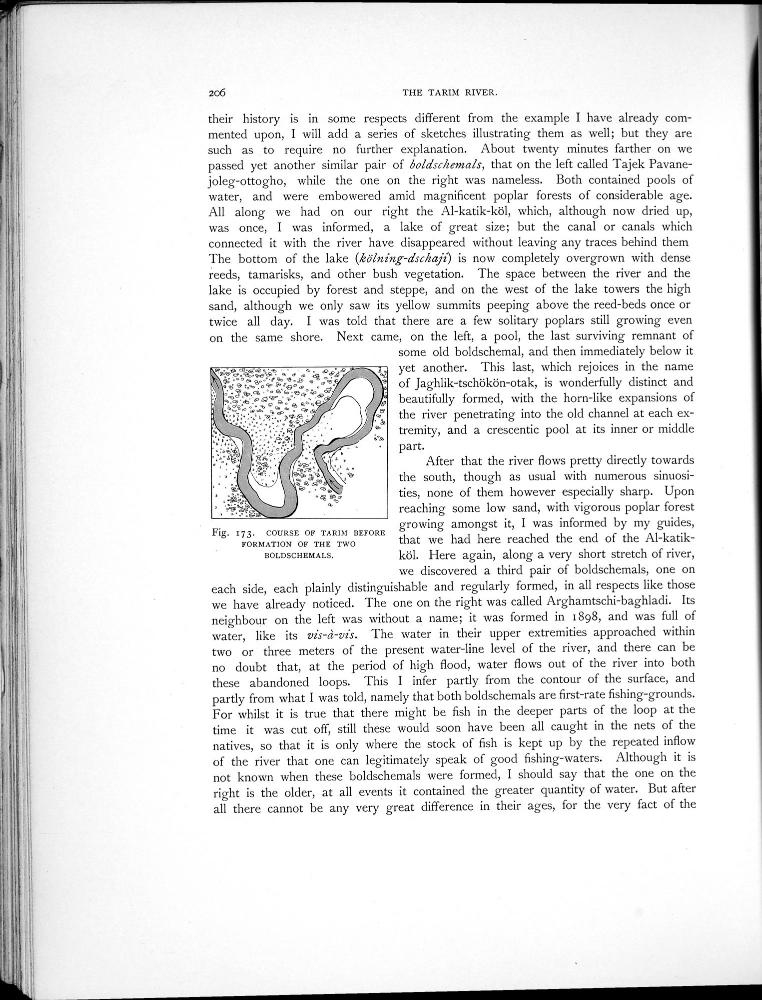 206
THE TARIM RIVER.
their history is in some respects different from the example I have already com-
mented upon, I will add a series of sketches illustrating them as well; but they are
such as to require no further explanation. About twenty minutes farther on we
passed yet another similar pair of boldschemals, that on the left called Tajek Pavane-
joleg-ottogho, while the one on the right was nameless. Both contained pools of
water, and were embowered amid magnificent poplar forests of considerable age.
All along we had on our right the Al-katik-köl, which, although now dried up,
was once, I was informed, a lake of great size; but the canal or canals which
connected it with the river have disappeared without leaving any traces behind them
The bottom of the lake (kölning-dschaji) is now completely overgrown with dense
reeds, tamarisks, and other bush vegetation. The space between the river and the
lake is occupied by forest and steppe, and on the west of the lake towers the high
sand, although we only saw its yellow summits peeping above the reed-beds once or
twice all day. I was told that there are a few solitary poplars still growing even
on the same shore. Next came, on the left, a pool, the last surviving remnant of
some old boldschemal, and then immediately below it
yet another. This last, which rejoices in the name
of Jaghlik-tschökön-otak, is wonderfully distinct and
beautifully formed, with the horn-like expansions of
the river penetrating into the old channel at each ex-
tremity, and a crescentic pool at its inner or middle
part.
After that the river flows pretty directly towards
the south, though as usual with numerous sinuosi-
ties, none of them however especially sharp. Upon
reaching some low sand, with vigorous poplar forest
growing amongst it, I was informed by my guides,
that we had here reached the end of the Al-katik-
köl. Here again, along a very short stretch of river,
we discovered a third pair of boldschemals, one on
Fig. 173. COURSE OF TARIM BEFORE
FORMATION OF THE TWO
BOLDSCHEMALS.
each side, each plainly distinguishable and regularly formed, in all respects like those
we have already noticed. The one on the right was called Arghamtschi-baghladi. Its
neighbour on the left was without a name; it was formed in 1898, and was full of
water, like its vis-à-vis. The water in their upper extremities approached within
two or three meters of the present water-line level of the river, and there can be
no doubt that, at the period of high flood, water flows out of the river into both
these abandoned loops. This I infer partly from the contour of the surface, and
partly from what I was told, namely that both boldschemals are first-rate fishing-grounds.
For whilst it is true that there might be fish in the deeper parts of the loop at the
time it was cut off, still these would soon have been all caught in the nets of the
natives, so that it is only where the stock of fish is kept up by the repeated inflow
of the river that one can legitimately speak of good fishing-waters. Although it is
not known when these boldschemals were formed, I should say that the one on the
right is the older, at all events it contained the greater quantity of water. But after
all there cannot be any very great difference in their ages, for the very fact of the